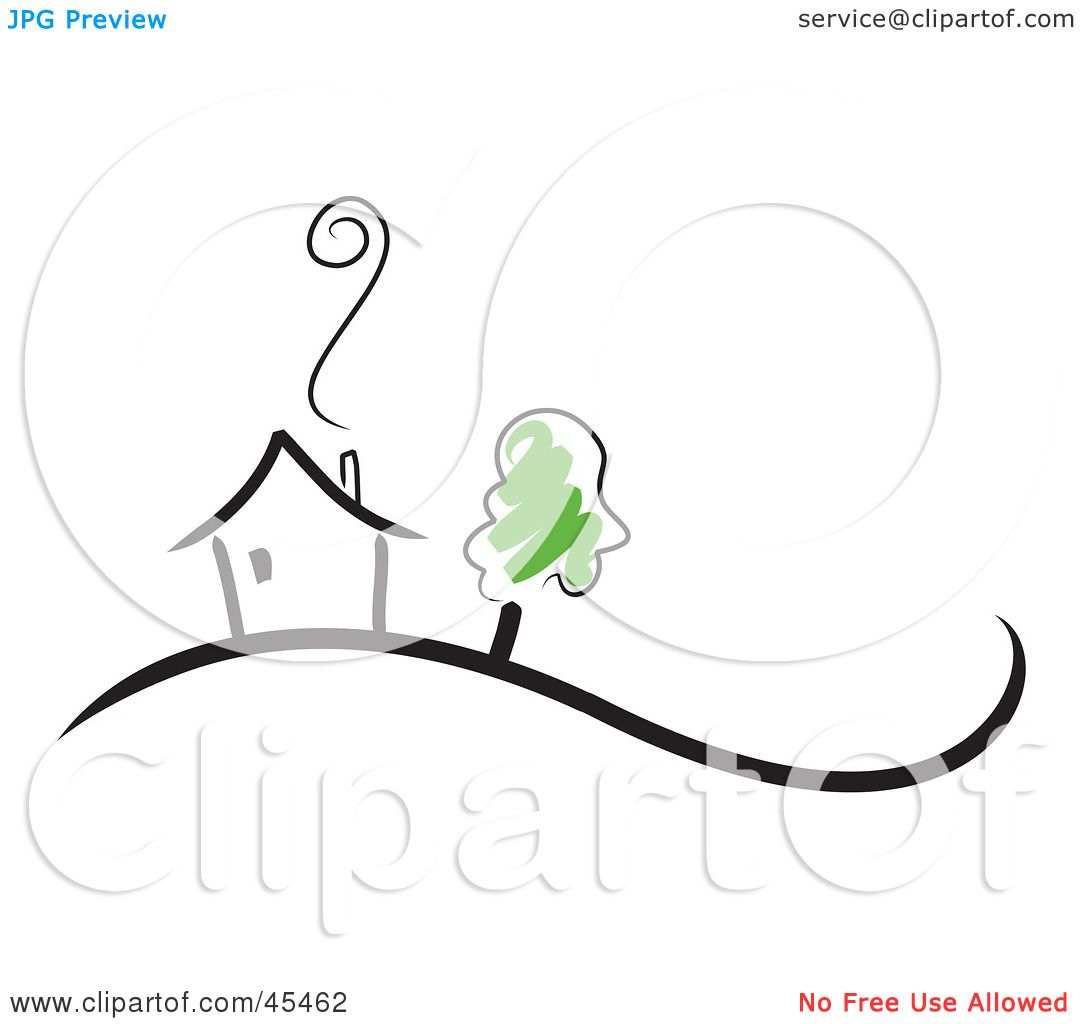 JPG Preview
service@clipartof.com
clipartof
www.clipartof.com/45462
No Free Use Allowed